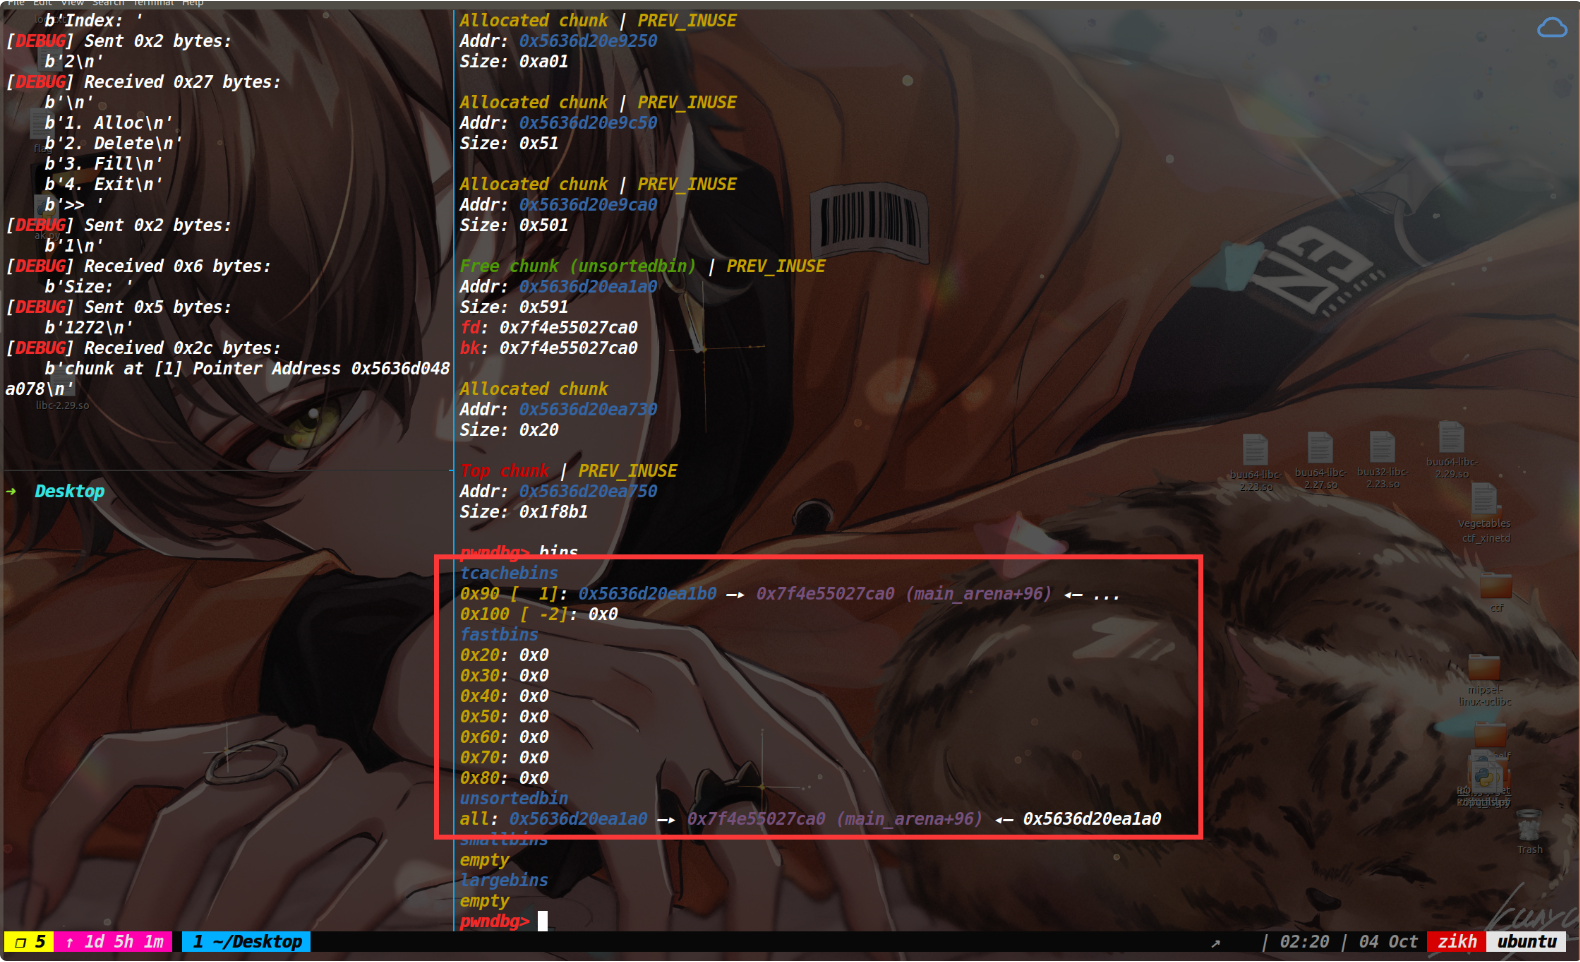 File Edit View Search Terminal Help
b'Index: '
[DEBUG] Sent 0x2 bytes:
b'2\n'
[DEBUG] Received 0x27 bytes:
b'\n'
b'1. Alloc\n'
b'2. Delete\n'
b'3. Fill\n'
b'4. Exit\n'
b'>> '
[DEBUG] Sent 0x2 bytes:
b'1\n'
[DEBUG] Received 0x6 bytes:
b'Size: '
[DEBUG] Sent 0x5 bytes:
b'1272\n'
[DEBUG] Received 0x2c bytes:
b'chunk at [1] Pointer Address 0x5636d048
a078\n'
libc-2.29.so
➜ Desktop
Allocated chunk | PREV_INUSE
Addr: 0x5636d20e9250
Size: 0xa01
Allocated chunk | PREV_INUSE
Addr: 0x5636d20e9c50
Size: 0x51
Allocated chunk | PREV_INUSE
Addr: 0x5636d20e9ca0
Size: 0x501
Free chunk (unsortedbin) | PREV_INUSE
Addr: 0x5636d20ea1a0
Size: 0x591
fd: 0x7f4e55027ca0
bk: 0x7f4e55027ca0
Allocated chunk
Addr: 0x5636d20ea730
Size: 0x20
Top chunk | PREV_INUSE
Addr: 0x5636d20ea750
Size: 0x1f8b1
pwndbg> bins
tcachebins
0x90 [  1]: 0x5636d20ea1b0 —▸ 0x7f4e55027ca0 (main_arena+96) ◂— ...
0x100 [ -2]: 0x0
fastbins
0x20: 0x0
0x30: 0x0
0x40: 0x0
0x50: 0x0
0x60: 0x0
0x70: 0x0
0x80: 0x0
unsortedbin
all: 0x5636d20ea1a0 —▸ 0x7f4e55027ca0 (main_arena+96) ◂— 0x5636d20ea1a0
smallbins
empty
largebins
empty
pwndbg>
buu64-libc-
2.23.so
buu64-libc-
2.27.so
buu32-libc-
2.23.so
buu64-libc-
2.29.so
Vegetables
ctf_xinetd
ctf
mipsel-
linux-uclibc
Trash
❐ 5 ↑ 1d 5h 1m 1 ~/Desktop
↗ | 02:20 | 04 Oct zikh ubuntu